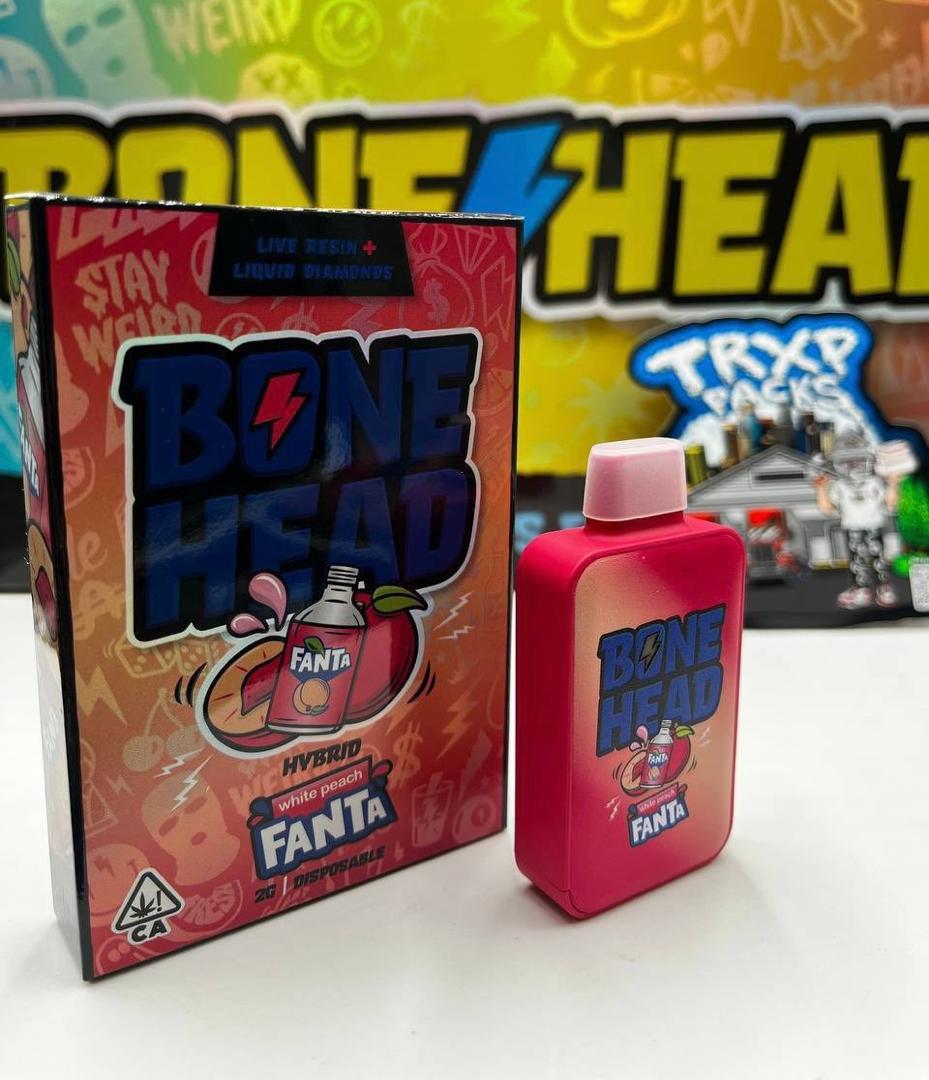 WEIRD
BONE HEAD
TRXP
PACKS
LIVE RESIN +
LIQUID DIAMONDS
STAY
WEIRD
BONE
HEAD
FANTA
HYBRID
white peach
FANTA
2G | DISPOSABLE
CA
BONE
HEAD
FANTA
white peach
FANTA